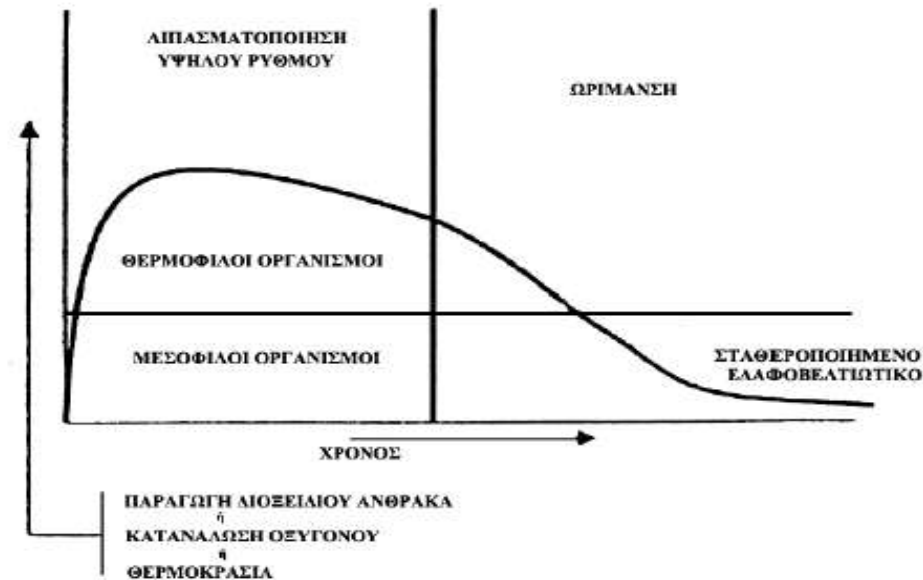 ΛΙΠΑΣΜΑΤΟΠΟΙΗΣΗ
ΥΨΗΛΟΥ ΡΥΘΜΟΥ
ΩΡΙΜΑΝΣΗ
ΘΕΡΜΟΦΙΛΟΙ ΟΡΓΑΝΙΣΜΟΙ
ΜΕΣΟΦΙΛΟΙ ΟΡΓΑΝΙΣΜΟΙ
ΣΤΑΘΕΡΟΠΟΙΗΜΕΝΟ
ΕΔΑΦΟΒΕΛΤΙΩΤΙΚΟ
ΧΡΟΝΟΣ
ΠΑΡΑΓΩΓΗ ΔΙΟΞΕΙΔΙΟΥ ΑΝΘΡΑΚΑ
ή
ΚΑΤΑΝΑΛΩΣΗ ΟΞΥΓΟΝΟΥ
ή
ΘΕΡΜΟΚΡΑΣΙΑ